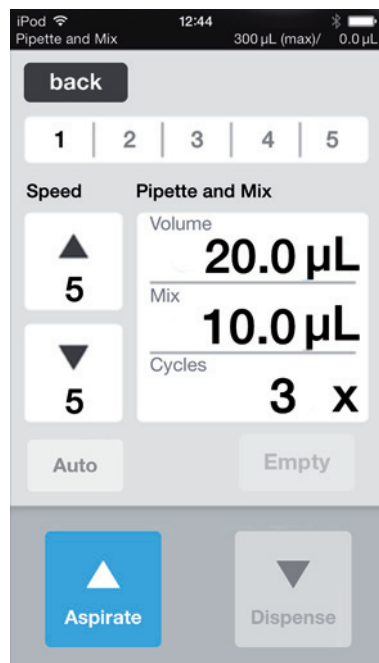 iPod 12:44
Pipette and Mix 300 µL (max)/ 0.0 µL
back
1 2 3 4 5
Speed Pipette and Mix
5
5
Volume
20.0 µL
Mix
10.0 µL
Cycles
3 x
Auto Empty
Aspirate Dispense